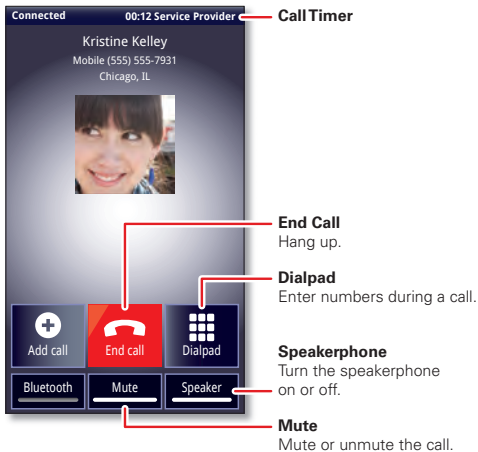 Connected 00:12 Service Provider
Call Timer
Kristine Kelley
Mobile (555) 555-7931
Chicago, IL
End Call
Hang up.
Dialpad
Enter numbers during a call.
Add call End call Dialpad
Speakerphone
Turn the speakerphone
on or off.
Bluetooth Mute Speaker
Mute
Mute or unmute the call.